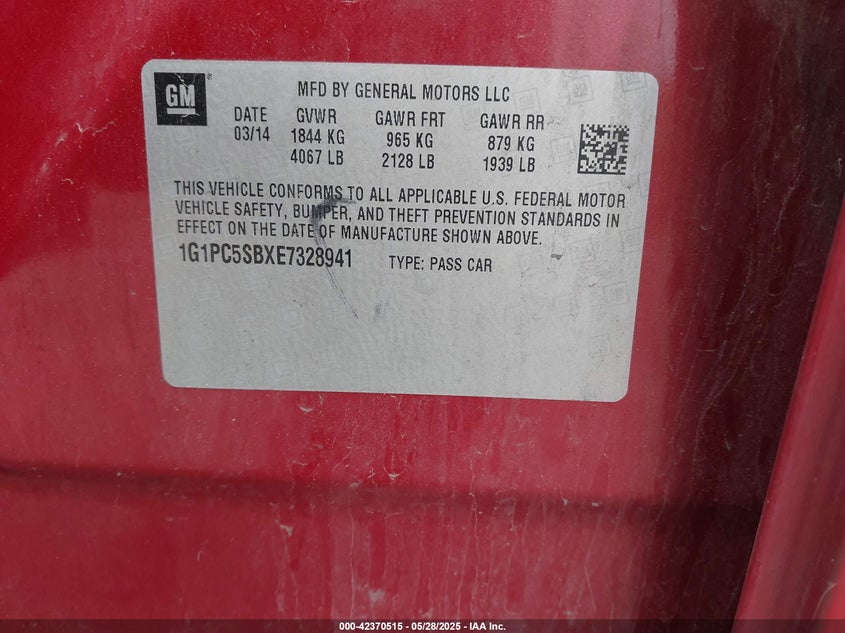 GM
MFD BY GENERAL MOTORS LLC
DATE GVWR GAWR FRT GAWR RR
03/14 1844 KG 965 KG 879 KG
4067 LB 2128 LB 1939 LB
THIS VEHICLE CONFORMS TO ALL APPLICABLE U.S. FEDERAL MOTOR
VEHICLE SAFETY, BUMPER, AND THEFT PREVENTION STANDARDS IN
EFFECT ON THE DATE OF MANUFACTURE SHOWN ABOVE.
1G1PC5SBXE7328941 TYPE: PASS CAR
000-42370515 - 05/28/2025 - IAA Inc.